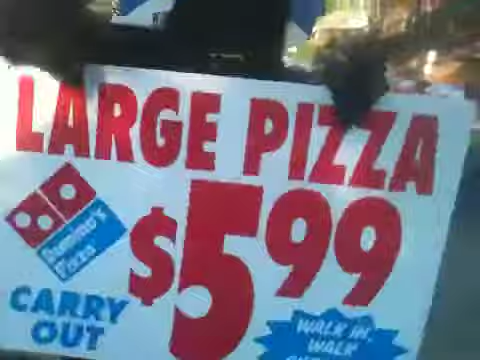 LARGE PIZZA
Domino's
Pizza
$599
CARRY
OUT
WALK IN,
WALK